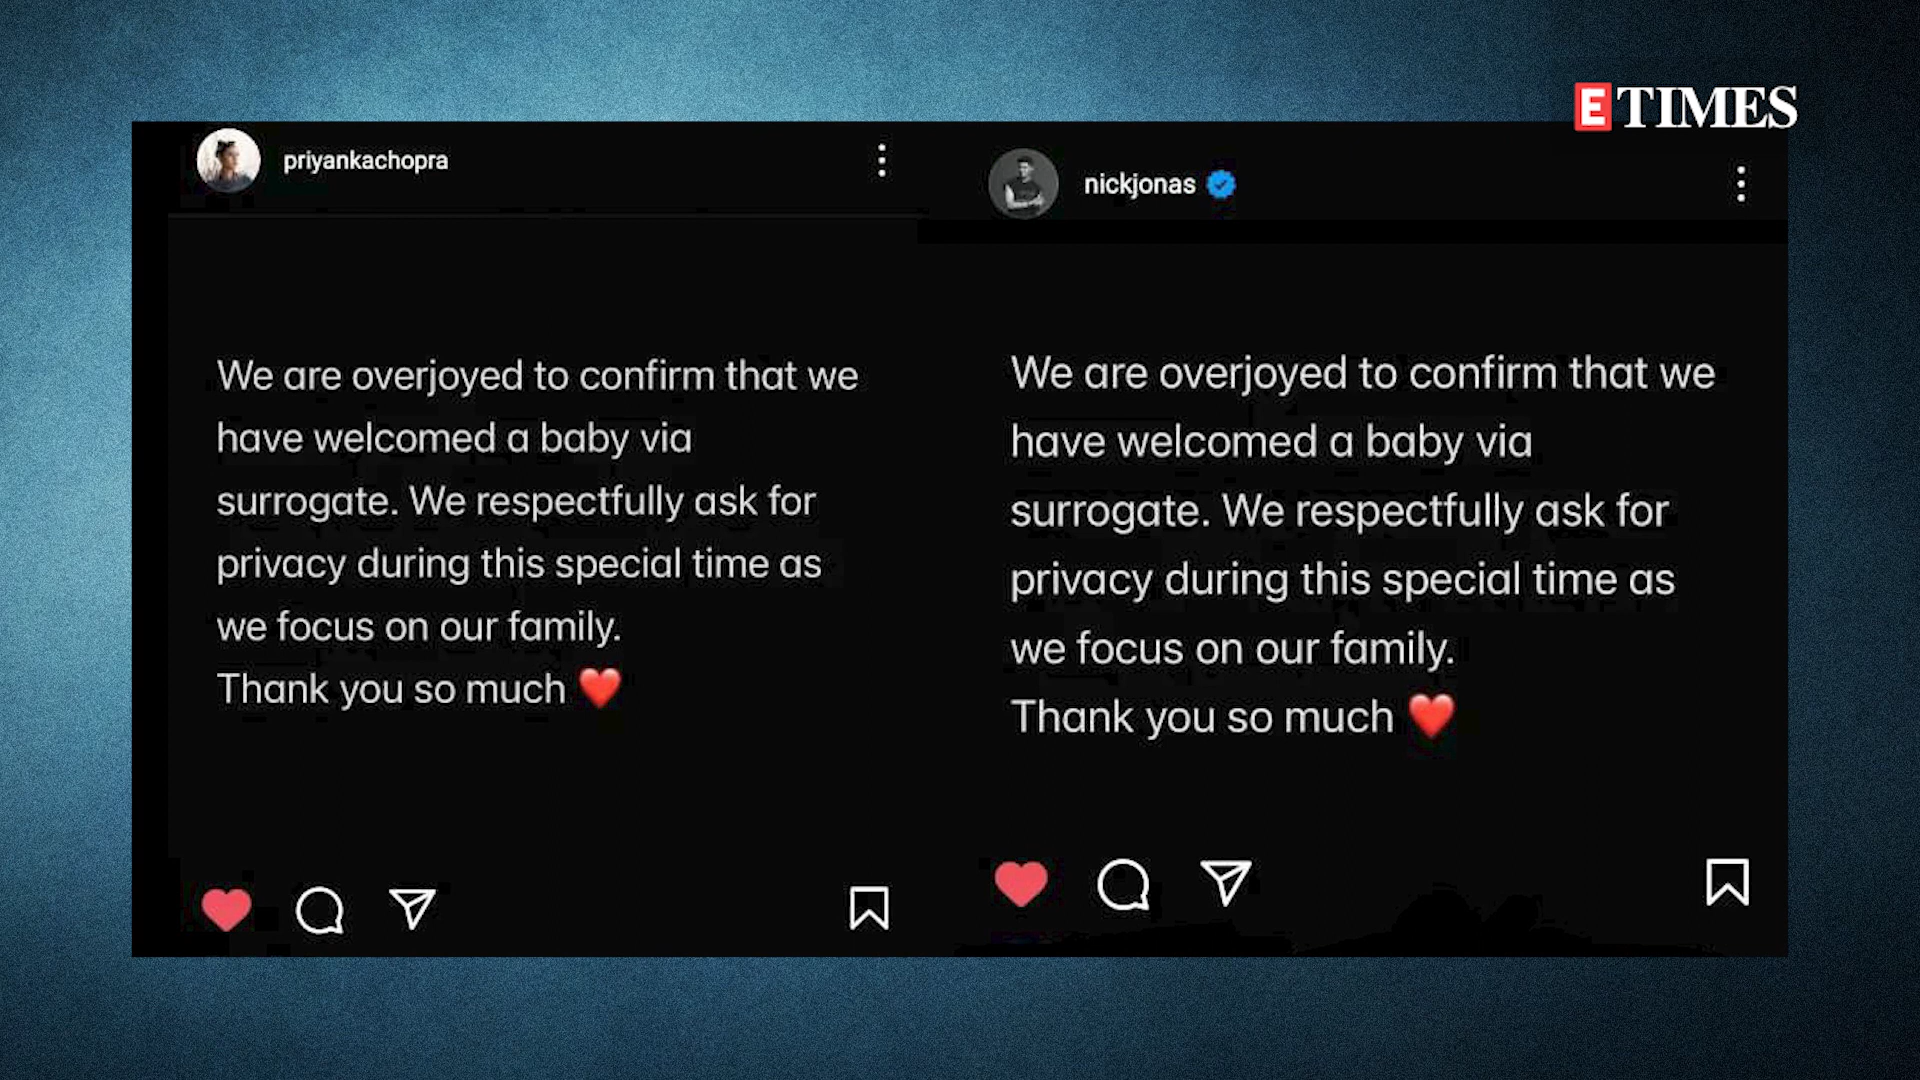 ETIMES
priyankachopra
We are overjoyed to confirm that we
have welcomed a baby via
surrogate. We respectfully ask for
privacy during this special time as
we focus on our family.
Thank you so much ❤️
nickjonas
We are overjoyed to confirm that we
have welcomed a baby via
surrogate. We respectfully ask for
privacy during this special time as
we focus on our family.
Thank you so much ❤️